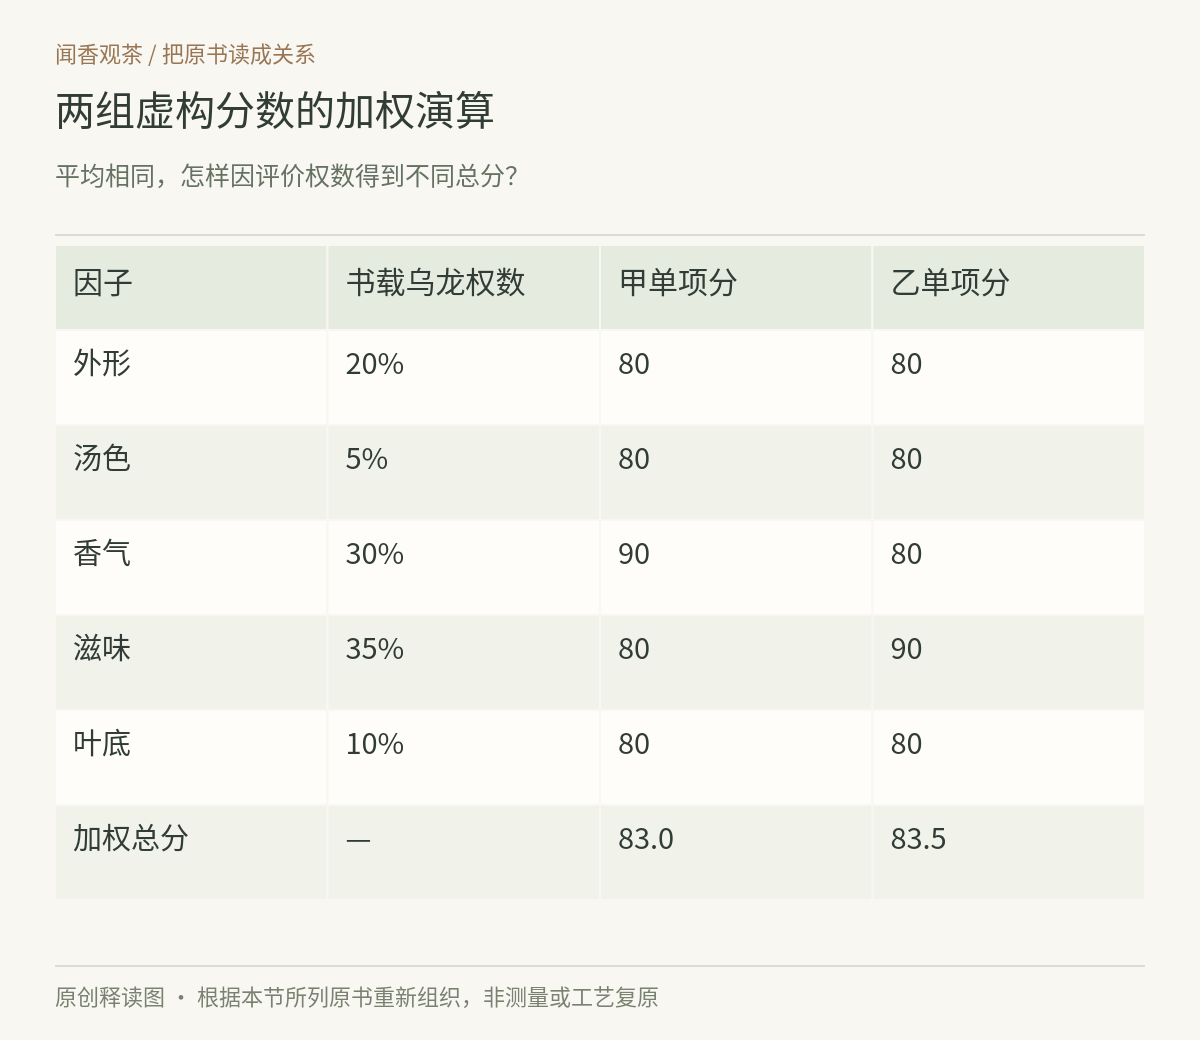 闻香观茶 / 把原书读成关系
两组虚构分数的加权演算
平均相同，怎样因评价权数得到不同总分？
因子 书载乌龙权数 甲单项分 乙单项分
外形 20% 80 80
汤色 5% 80 80
香气 30% 90 80
滋味 35% 80 90
叶底 10% 80 80
加权总分 — 83.0 83.5
原创释读图 · 根据本节所列原书重新组织，非测量或工艺复原